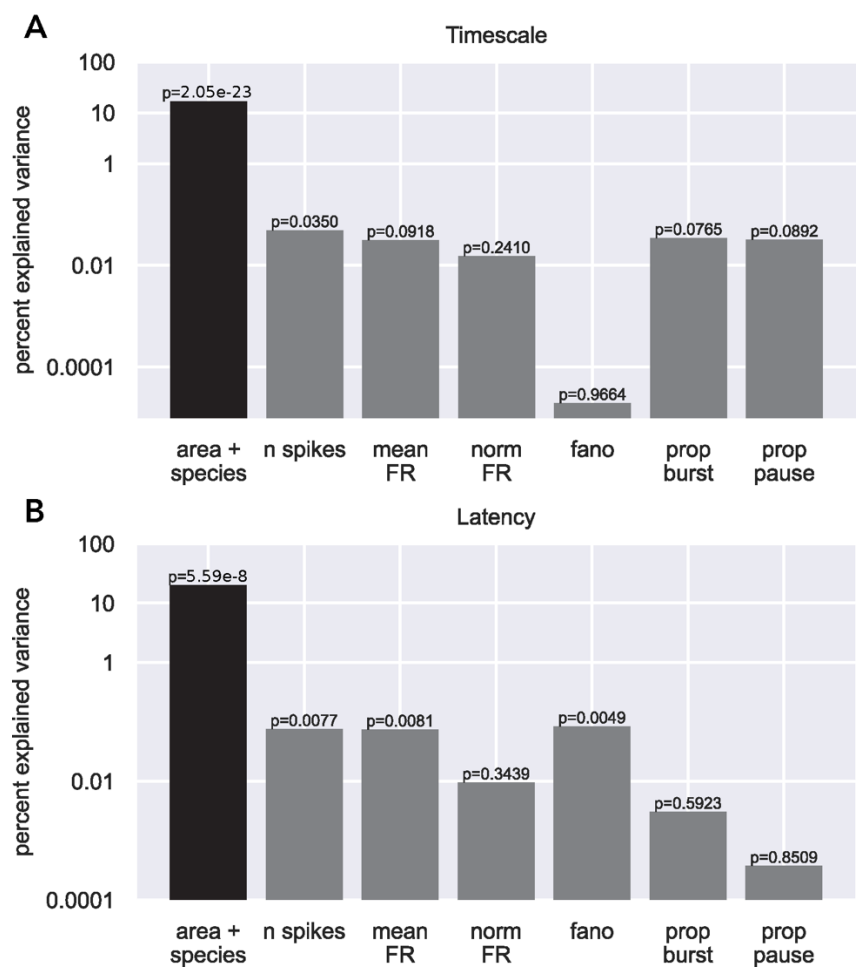 A
Timescale
percent explained variance
100
10
1
0.01
0.0001
p=2.05e-23
p=0.0350
p=0.0918
p=0.2410
p=0.9664
p=0.0765
p=0.0892
area +
species
n spikes
mean
FR
norm
FR
fano
prop
burst
prop
pause
B
Latency
percent explained variance
100
10
1
0.01
0.0001
p=5.59e-8
p=0.0077
p=0.0081
p=0.3439
p=0.0049
p=0.5923
p=0.8509
area +
species
n spikes
mean
FR
norm
FR
fano
prop
burst
prop
pause